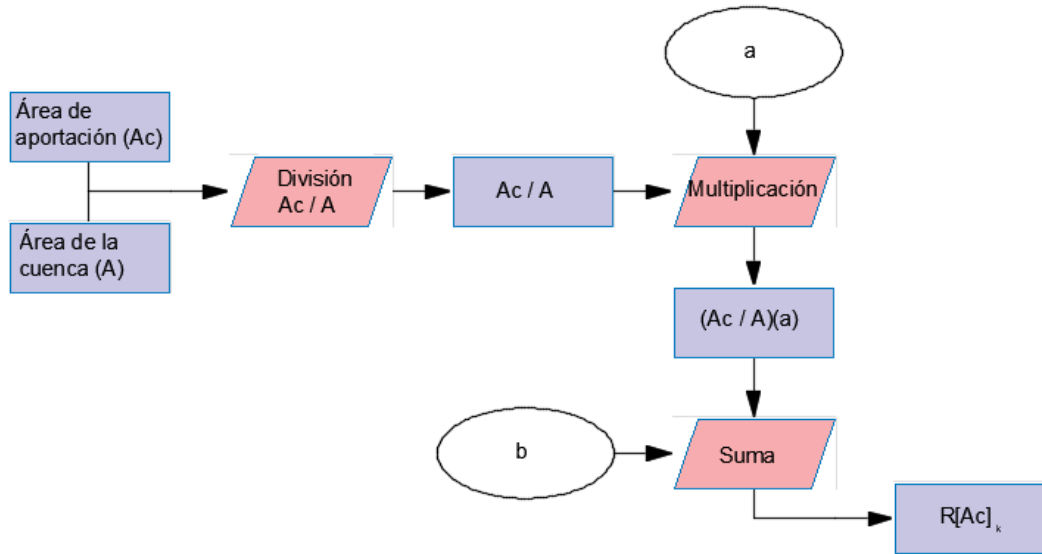 a
Área de
aportación (Ac)
División
Ac / A
Ac / A
Multiplicación
Área de la
cuenca (A)
(Ac / A)(a)
b
Suma
R[Ac] k